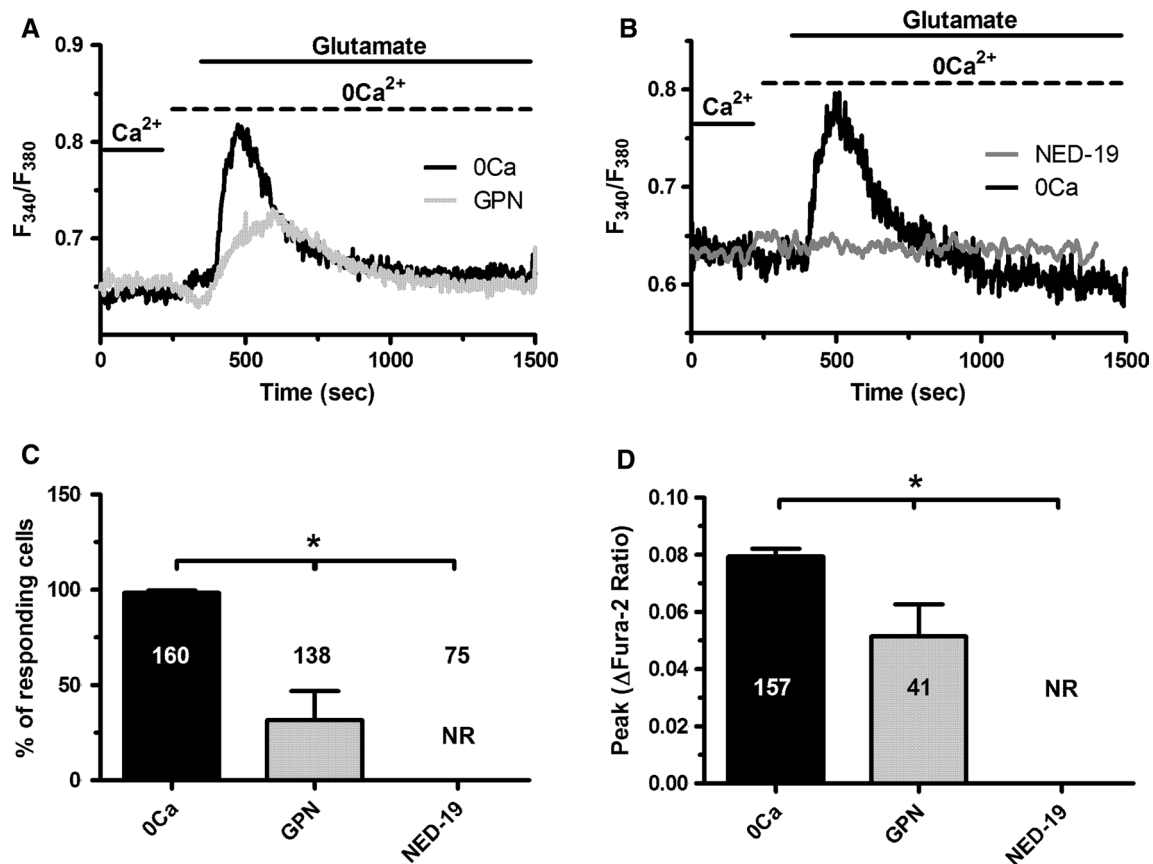 A
Glutamate
0Ca2+
Ca2+
0Ca
GPN
0.9
0.8
0.7
F340/F380
0
500
1000
1500
Time (sec)
B
Glutamate
0Ca2+
Ca2+
NED-19
0Ca
0.8
0.7
0.6
F340/F380
0
500
1000
1500
Time (sec)
C
*
150
100
50
0
% of responding cells
160
138
75
NR
0Ca
GPN
NED-19
D
*
0.10
0.08
0.06
0.04
0.02
0.00
Peak (ΔFura-2 Ratio)
157
41
NR
0Ca
GPN
NED-19